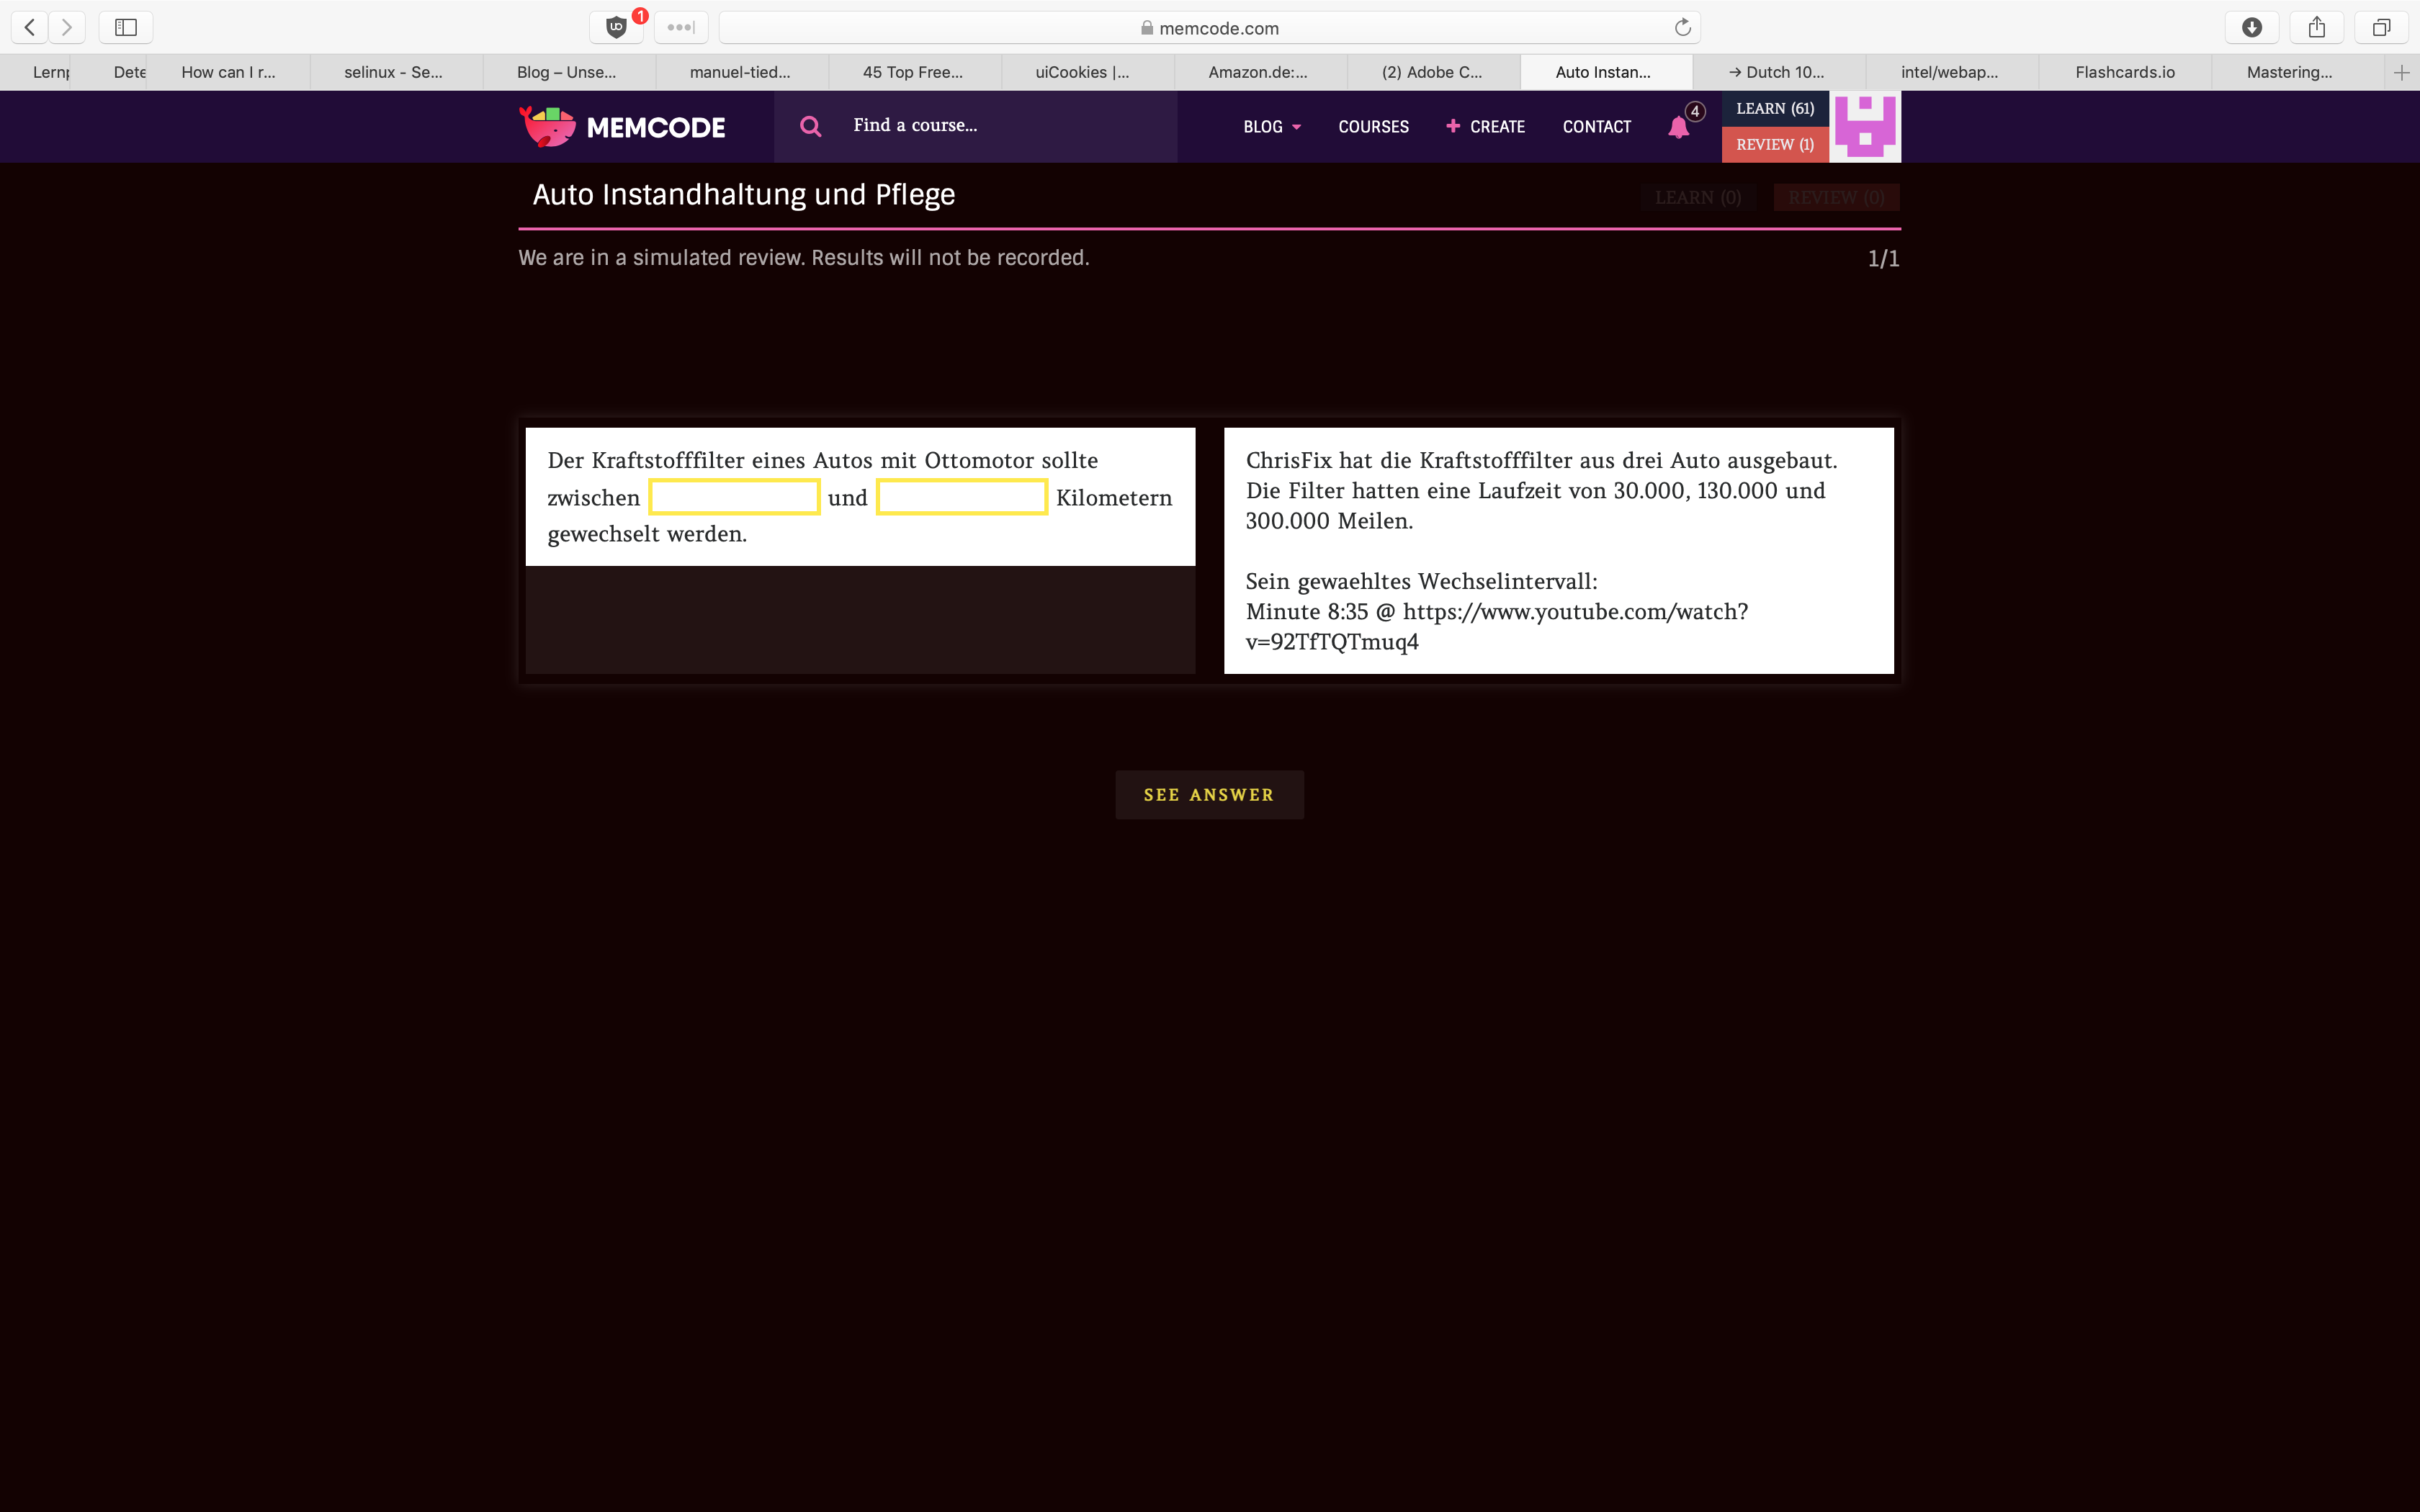 1
memcode.com
Lernp
Dete
How can I r...
selinux - Se...
Blog – Unse...
manuel-tied...
45 Top Free...
uiCookies |...
Amazon.de:...
(2) Adobe C...
Auto Instan...
→ Dutch 10...
intel/webap...
Flashcards.io
Mastering...
MEMCODE
Find a course...
BLOG
COURSES
CREATE
CONTACT
4
LEARN (61)
REVIEW (1)
Auto Instandhaltung und Pflege
LEARN (0)
REVIEW (0)
We are in a simulated review. Results will not be recorded.
1/1
Der Kraftstofffilter eines Autos mit Ottomotor sollte
zwischen und Kilometern
gewechselt werden.
ChrisFix hat die Kraftstofffilter aus drei Auto ausgebaut.
Die Filter hatten eine Laufzeit von 30.000, 130.000 und
300.000 Meilen.
Sein gewaehltes Wechselintervall:
Minute 8:35 @ https://www.youtube.com/watch?
v=92TfTQTmuq4
SEE ANSWER